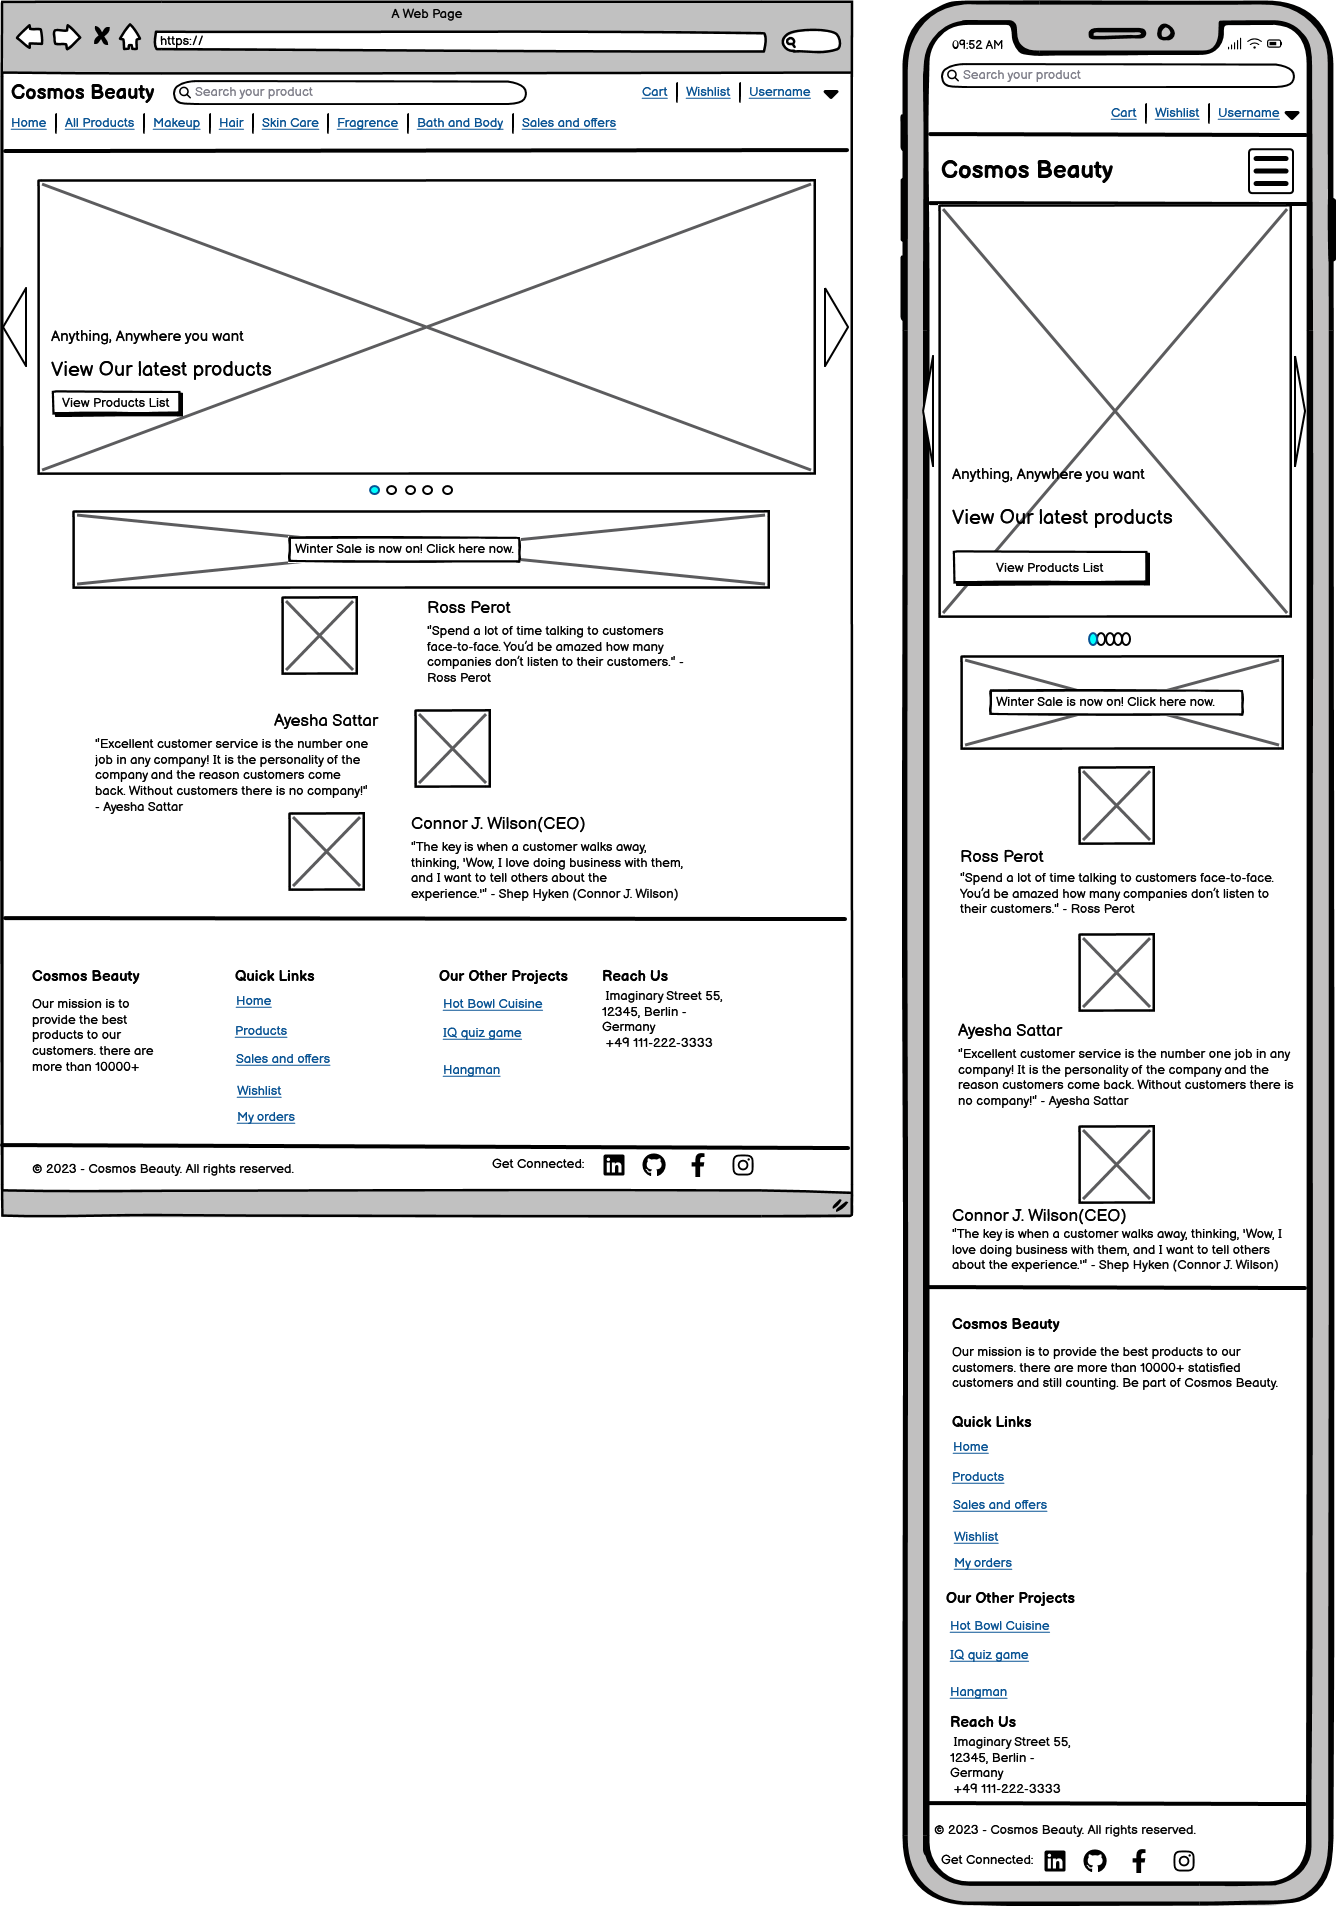 A Web Page
https://
Cosmos Beauty
Search your product
Cart
Wishlist
Username
Home
All Products
Makeup
Hair
Skin Care
Fragrence
Bath and Body
Sales and offers
Anything, Anywhere you want
View Our latest products
View Products List
Winter Sale is now on! Click here now.
Ross Perot
"Spend a lot of time talking to customers
face-to-face. You'd be amazed how many
companies don't listen to their customers." -
Ross Perot
Ayesha Sattar
"Excellent customer service is the number one
job in any company! It is the personality of the
company and the reason customers come
back. Without customers there is no company!"
- Ayesha Sattar
Connor J. Wilson(CEO)
"The key is when a customer walks away,
thinking, 'Wow, I love doing business with them,
and I want to tell others about the
experience.'" - Shep Hyken (Connor J. Wilson)
Cosmos Beauty
Our mission is to
provide the best
products to our
customers. there are
more than 10000+
Quick Links
Home
Products
Sales and offers
Wishlist
My orders
Our Other Projects
Hot Bowl Cuisine
IQ quiz game
Hangman
Reach Us
Imaginary Street 55,
12345, Berlin -
Germany
+49 111-222-3333
© 2023 - Cosmos Beauty. All rights reserved.
Get Connected:
09:52 AM
Search your product
Cart
Wishlist
Username
Cosmos Beauty
Anything, Anywhere you want
View Our latest products
View Products List
Winter Sale is now on! Click here now.
Ross Perot
"Spend a lot of time talking to customers face-to-face.
You'd be amazed how many companies don't listen to
their customers." - Ross Perot
Ayesha Sattar
"Excellent customer service is the number one job in any
company! It is the personality of the company and the
reason customers come back. Without customers there is
no company!" - Ayesha Sattar
Connor J. Wilson(CEO)
"The key is when a customer walks away, thinking, 'Wow, I
love doing business with them, and I want to tell others
about the experience.'" - Shep Hyken (Connor J. Wilson)
Cosmos Beauty
Our mission is to provide the best products to our
customers. there are more than 10000+ statisfied
customers and still counting. Be part of Cosmos Beauty.
Quick Links
Home
Products
Sales and offers
Wishlist
My orders
Our Other Projects
Hot Bowl Cuisine
IQ quiz game
Hangman
Reach Us
Imaginary Street 55,
12345, Berlin -
Germany
+49 111-222-3333
© 2023 - Cosmos Beauty. All rights reserved.
Get Connected: